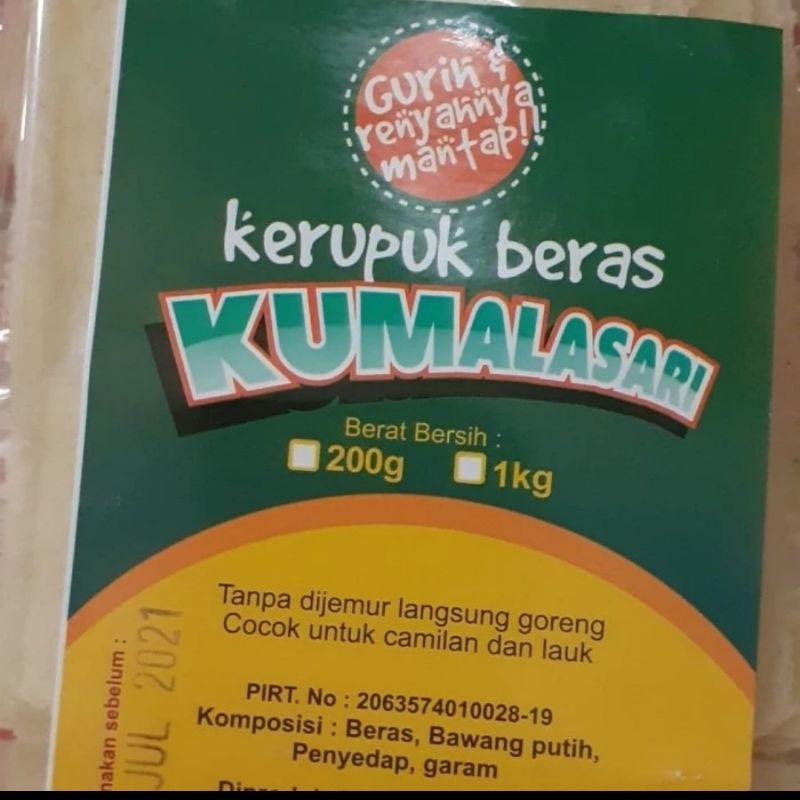 Gurih &
renyahnya
mantap!!
kerupuk beras
KUMALASARI
Berat Bersih :
200g 1kg
Tanpa dijemur langsung goreng
Cocok untuk camilan dan lauk
PIRT. No : 2063574010028-19
Komposisi : Beras, Bawang putih,
Penyedap, garam
sebelum :
JUL 2021